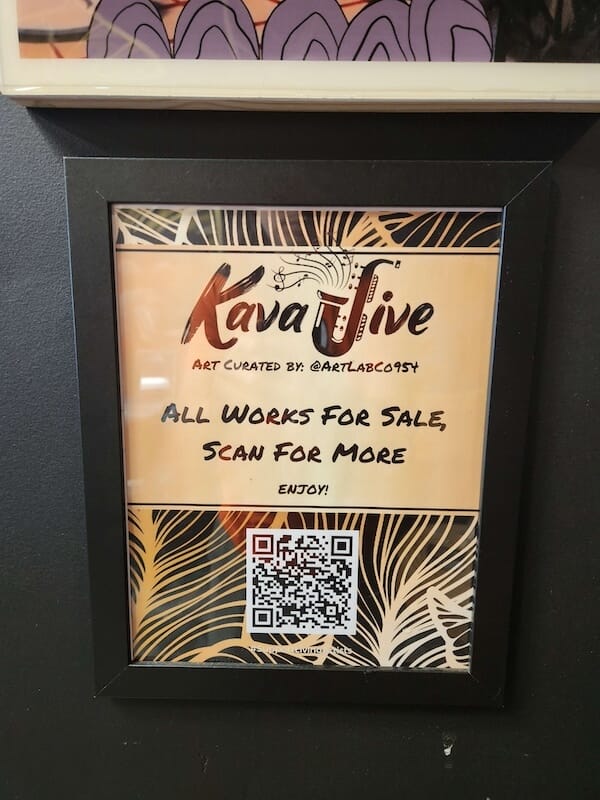 Kava Jive
Art Curated by: @ArtLabCo954
All Works For Sale,
Scan For More
Enjoy!